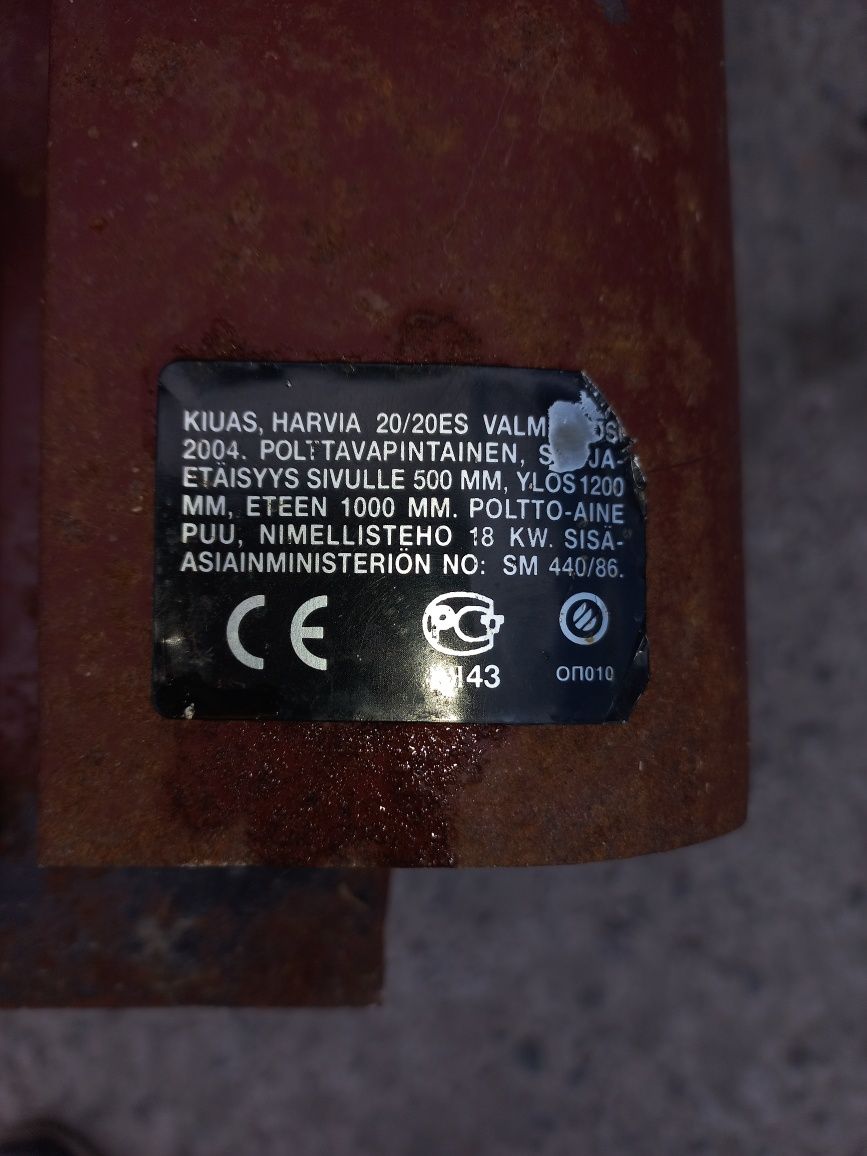 KIUAS, HARVIA 20/20ES
2004. POLTTAVAPINTAINEN,
ETÄISYYS SIVULLE 500 MM, YLÖS 1200
MM, ETEEN 1000 MM. POLTTO-AINE
PUU, NIMELLISTEHO 18 KW. SISÄ-
ASIAINMINISTERIÖN NO: SM 440/86.
CE
РСТ
ОП010